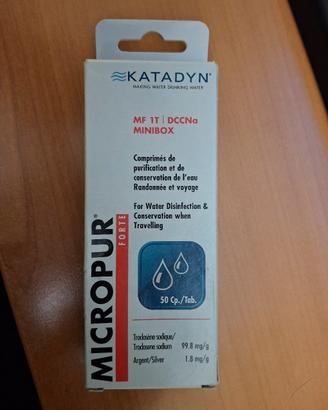 KATADYN®
MAKING WATER DRINKING WATER
MF 1T | DCCNa
MINIBOX
Comprimés de
purification et de
conservation de l'eau
Randonnée et voyage
For Water Disinfection &
Conservation when
Travelling
MICROPUR®
FORTE
50 Cp./Tab.
Troclosène sodique/
Troclosene sodium 99.8 mg/g
Argent/Silver 1.8 mg/g